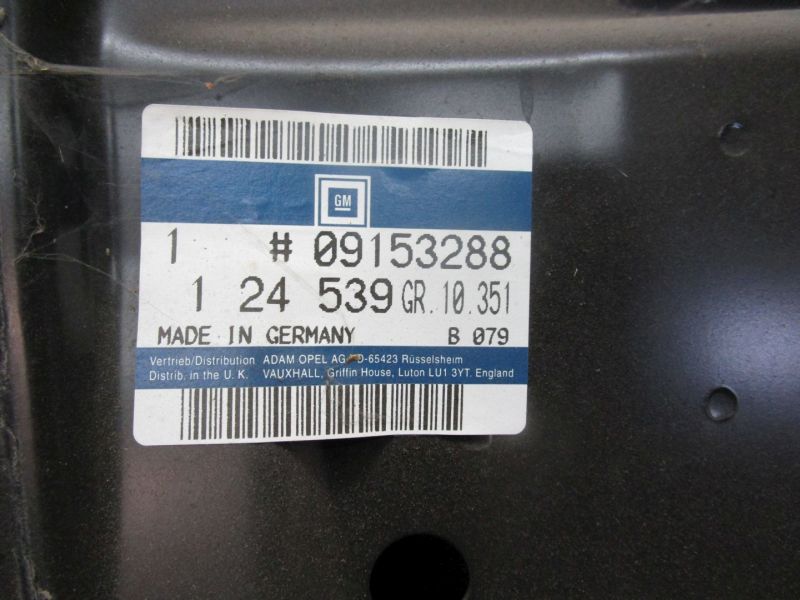 GM
1 # 09153288
1 24 539 GR. 10.351
MADE IN GERMANY B 079
Vertrieb/Distribution ADAM OPEL AG · D-65423 Rüsselsheim
Distrib. in the U. K. VAUXHALL, Griffin House, Luton LU1 3YT. England